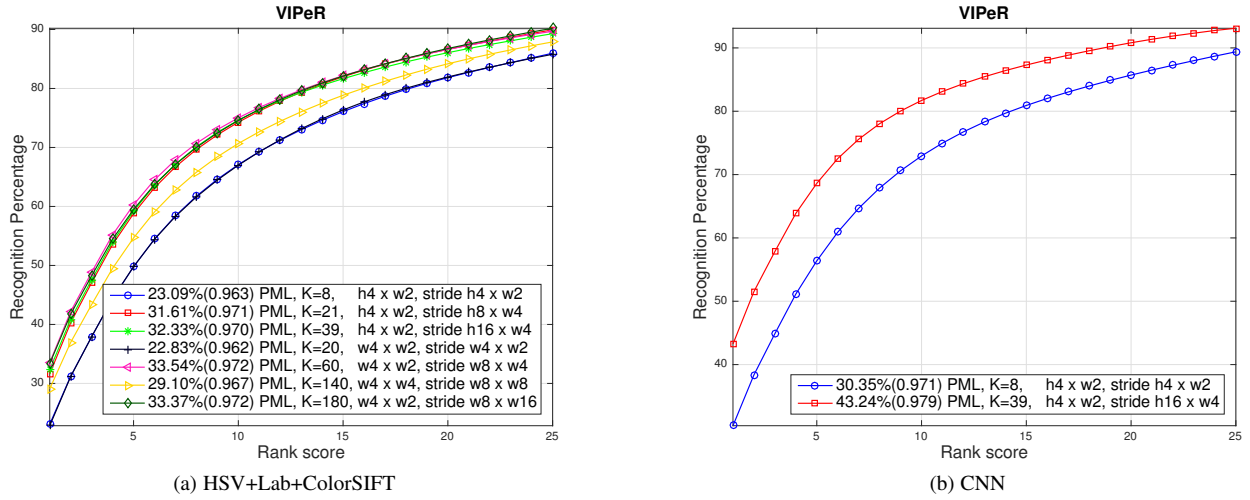 VIPeR
Recognition Percentage
90
80
70
60
50
40
30
23.09%(0.963) PML, K=8, h4 x w2, stride h4 x w2
31.61%(0.971) PML, K=21, h4 x w2, stride h8 x w4
32.33%(0.970) PML, K=39, h4 x w2, stride h16 x w4
22.83%(0.962) PML, K=20, w4 x w2, stride w4 x w2
33.54%(0.972) PML, K=60, w4 x w2, stride w8 x w4
29.10%(0.967) PML, K=140, w4 x w4, stride w8 x w8
33.37%(0.972) PML, K=180, w4 x w2, stride w8 x w16
5 10 15 20 25
Rank score
(a) HSV+Lab+ColorSIFT
VIPeR
Recognition Percentage
90
80
70
60
50
40
30.35%(0.971) PML, K=8, h4 x w2, stride h4 x w2
43.24%(0.979) PML, K=39, h4 x w2, stride h16 x w4
5 10 15 20 25
Rank score
(b) CNN